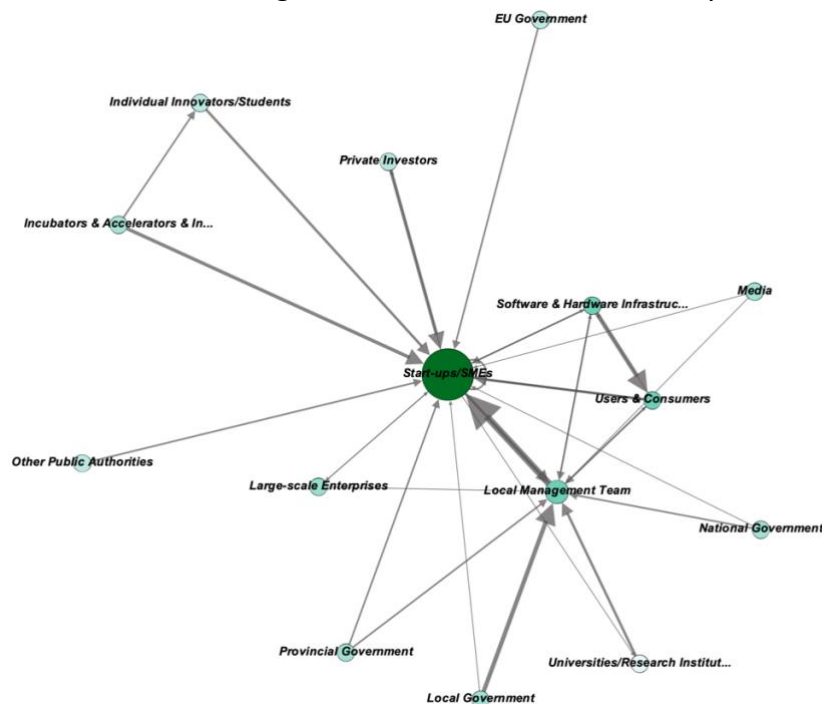 EU Government
Individual Innovators/Students
Private Investors
Incubators & Accelerators & In...
Media
Software & Hardware Infrastruc...
Start-ups/SMEs
Users & Consumers
Other Public Authorities
Large-scale Enterprises
Local Management Team
National Government
Provincial Government
Universities/Research Institut...
Local Government